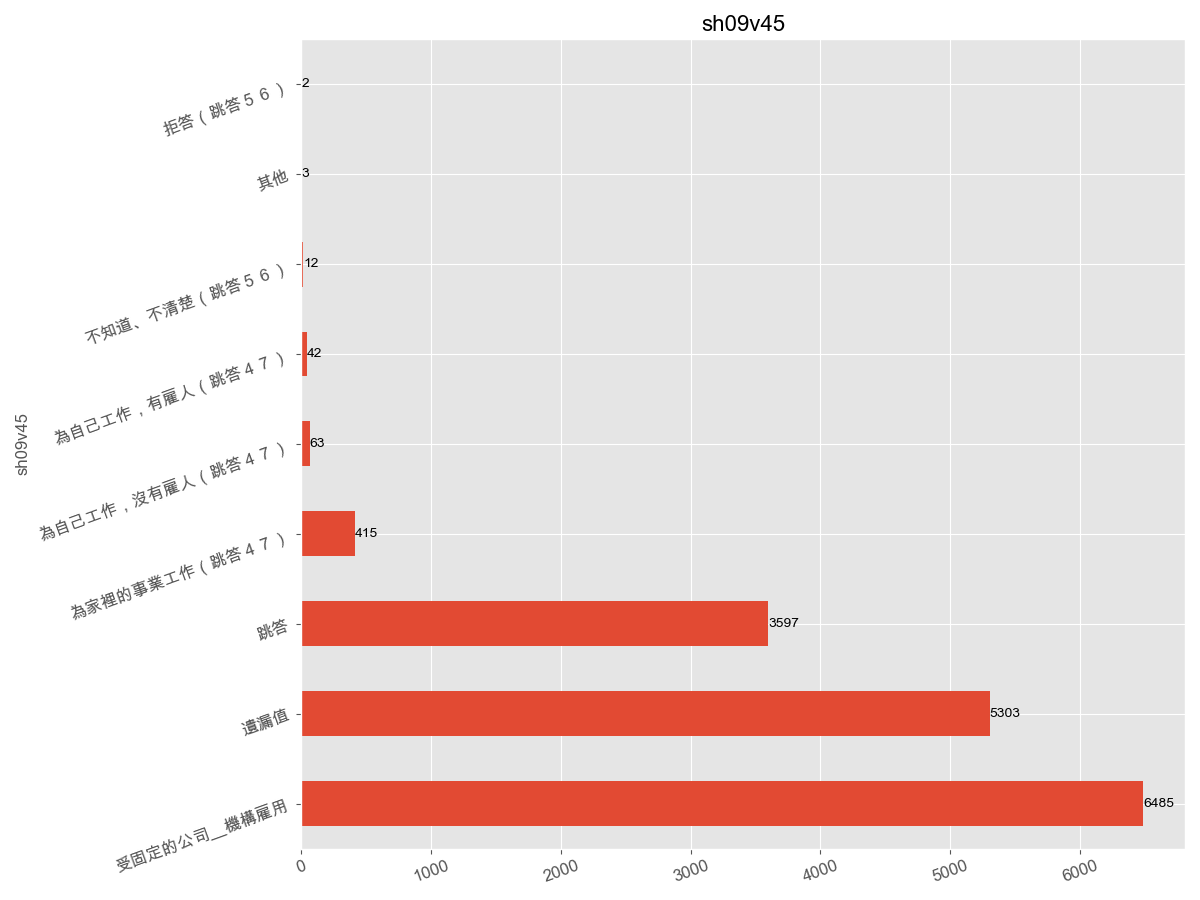 sh09v45
sh09v45
拒答（跳答５６）
2
其他
3
不知道、不清楚（跳答５６）
12
為自己工作，有雇人（跳答４７）
42
為自己工作，沒有雇人（跳答４７）
63
為家裡的事業工作（跳答４７）
415
跳答
3597
遺漏值
5303
受固定的公司__機構雇用
6485
0 1000 2000 3000 4000 5000 6000